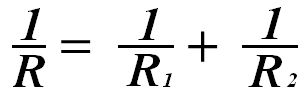 1/R = 1/R₁ + 1/R₂